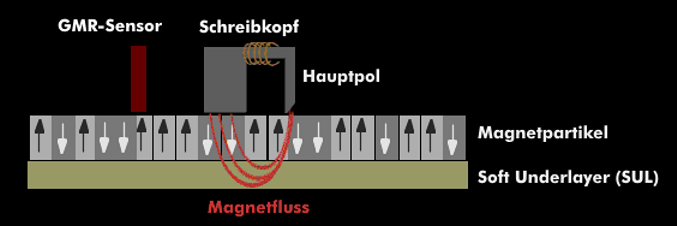 GMR-Sensor
Schreibkopf
Hauptpol
Magnetpartikel
Soft Underlayer (SUL)
Magnetfluss